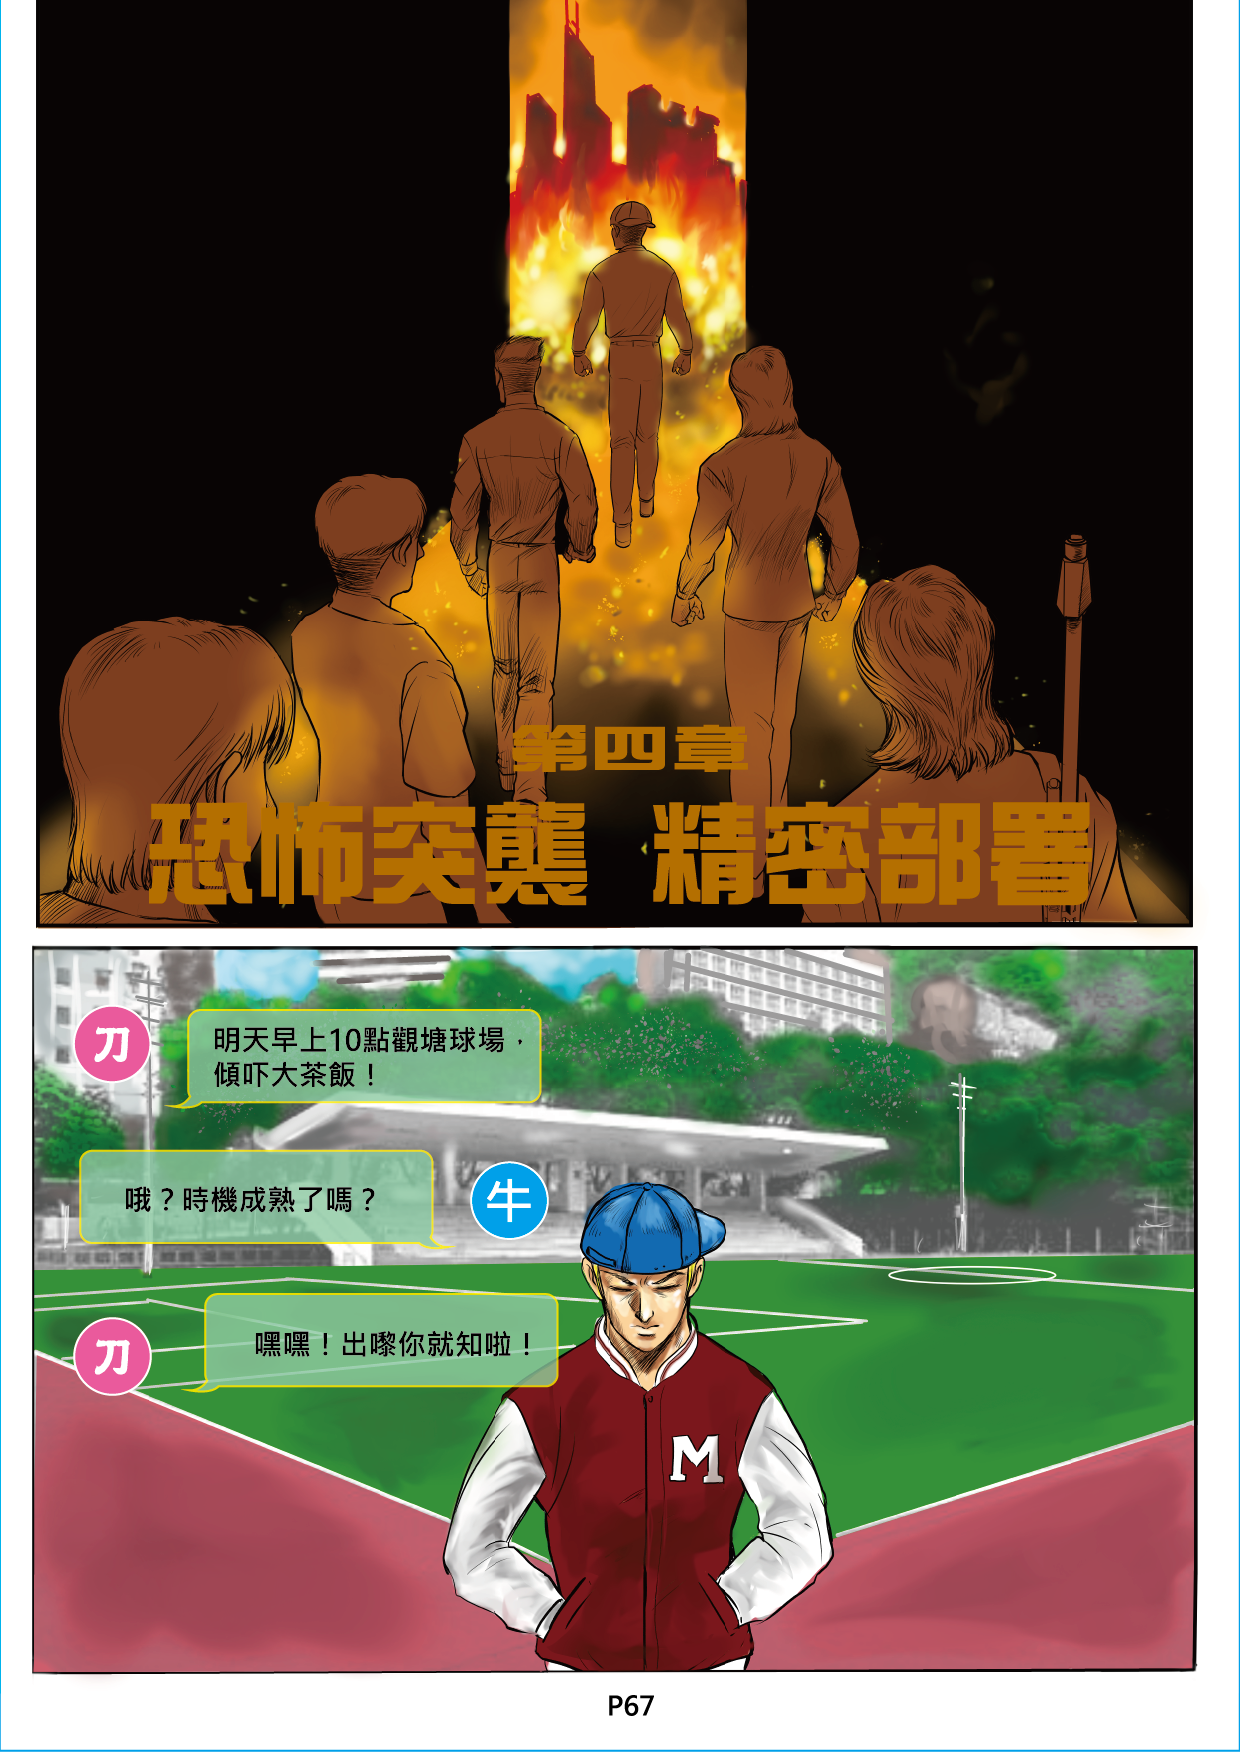 第四章
恐怖突襲 精密部署
刀
明天早上10點觀塘球場，
傾吓大茶飯！
哦？時機成熟了嗎？
牛
刀
嘿嘿！出嚟你就知啦！
M
P67